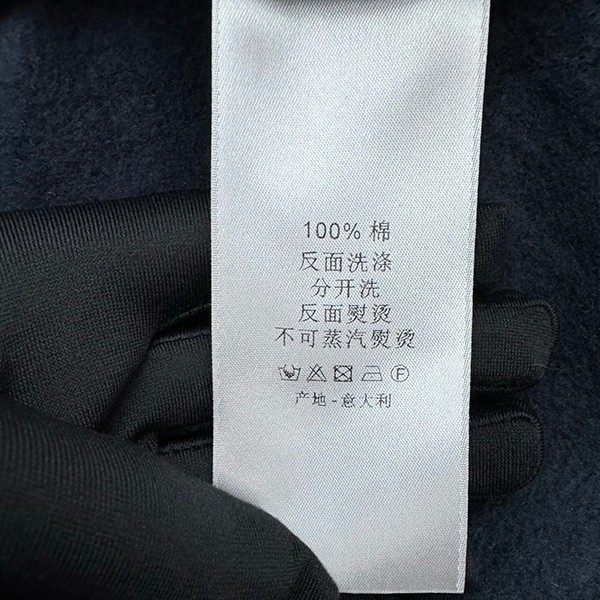 100% 棉
反面洗涤
分开洗
反面熨烫
不可蒸汽熨烫
Ⓕ
产地 - 意大利